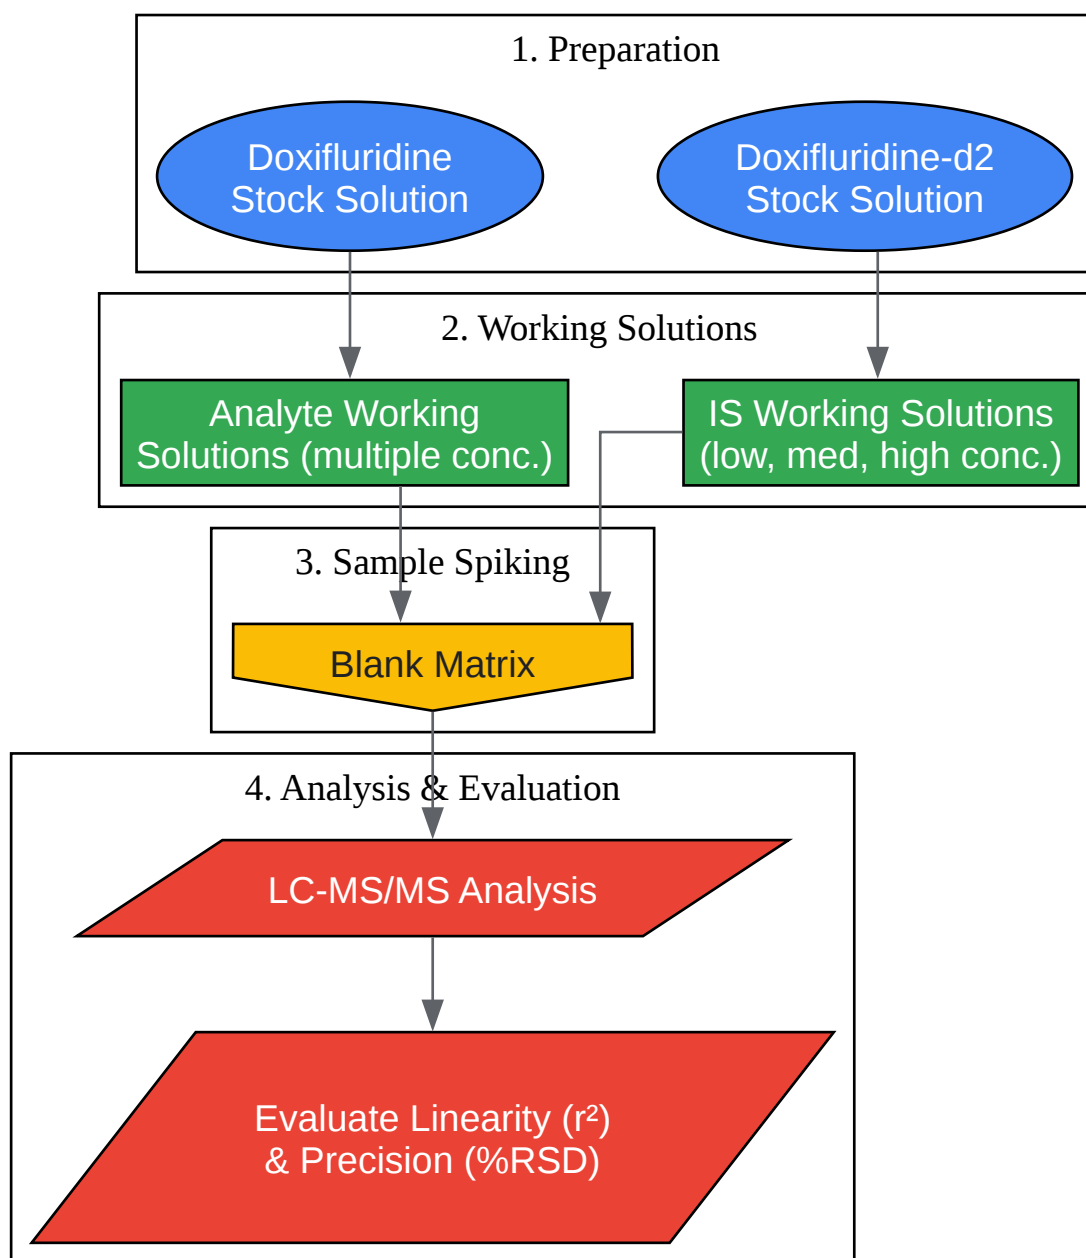 1. Preparation
Doxifluridine
Stock Solution
Doxifluridine-d2
Stock Solution
2. Working Solutions
Analyte Working
Solutions (multiple conc.)
IS Working Solutions
(low, med, high conc.)
3. Sample Spiking
Blank Matrix
4. Analysis & Evaluation
LC-MS/MS Analysis
Evaluate Linearity (r²)
& Precision (%RSD)